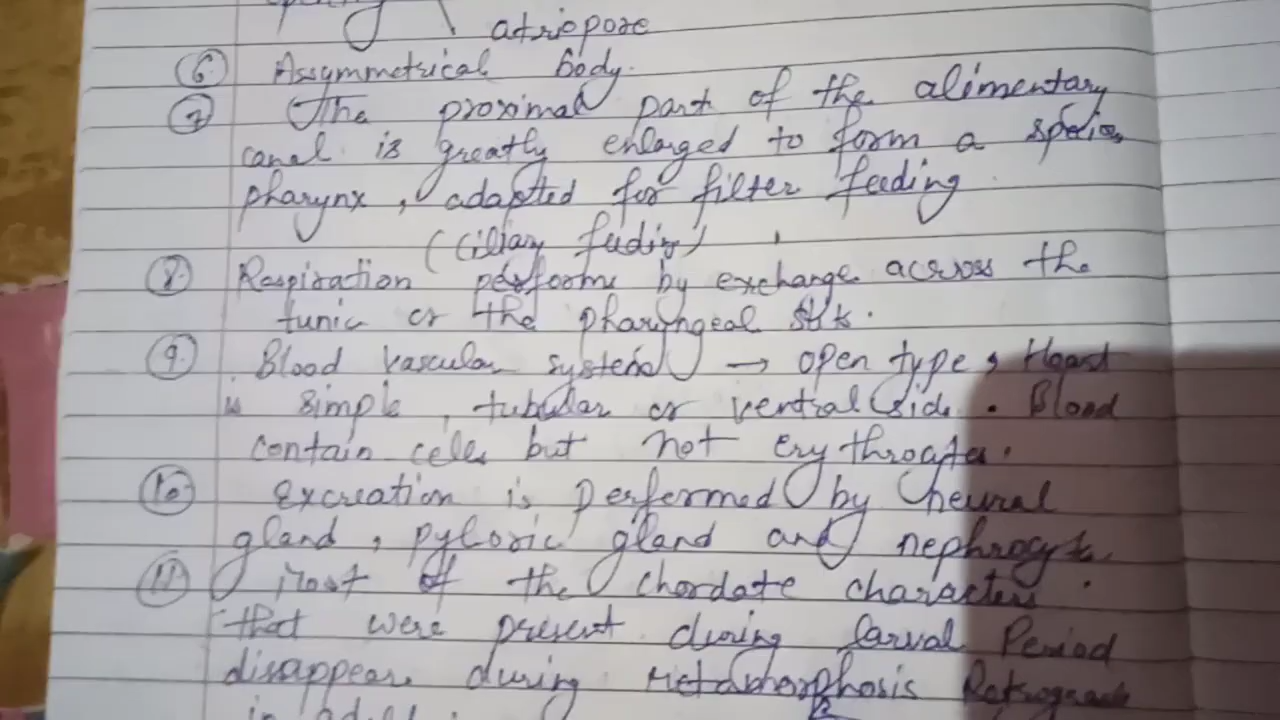 opening
atriopore
⑥ Assymmetrical body.
⑦ The proximal part of the alimentary
canal is greatly enlarged to form a
pharynx, adapted for filter feeding
(ciliary feeding)
⑧ Respiration performs by exchange across the
tunic or the pharyngeal slits.
⑨ Blood vascular system → open type, Heart
is simple, tubular or ventral side. Blood
contain cells but not erythrocytes.
⑩ Excreation is performed by neural
gland, pyloric gland and nephrocyte
⑪ Most of the chordate characters
that were present during larval Period
disappear during Metamorphosis
in adult.